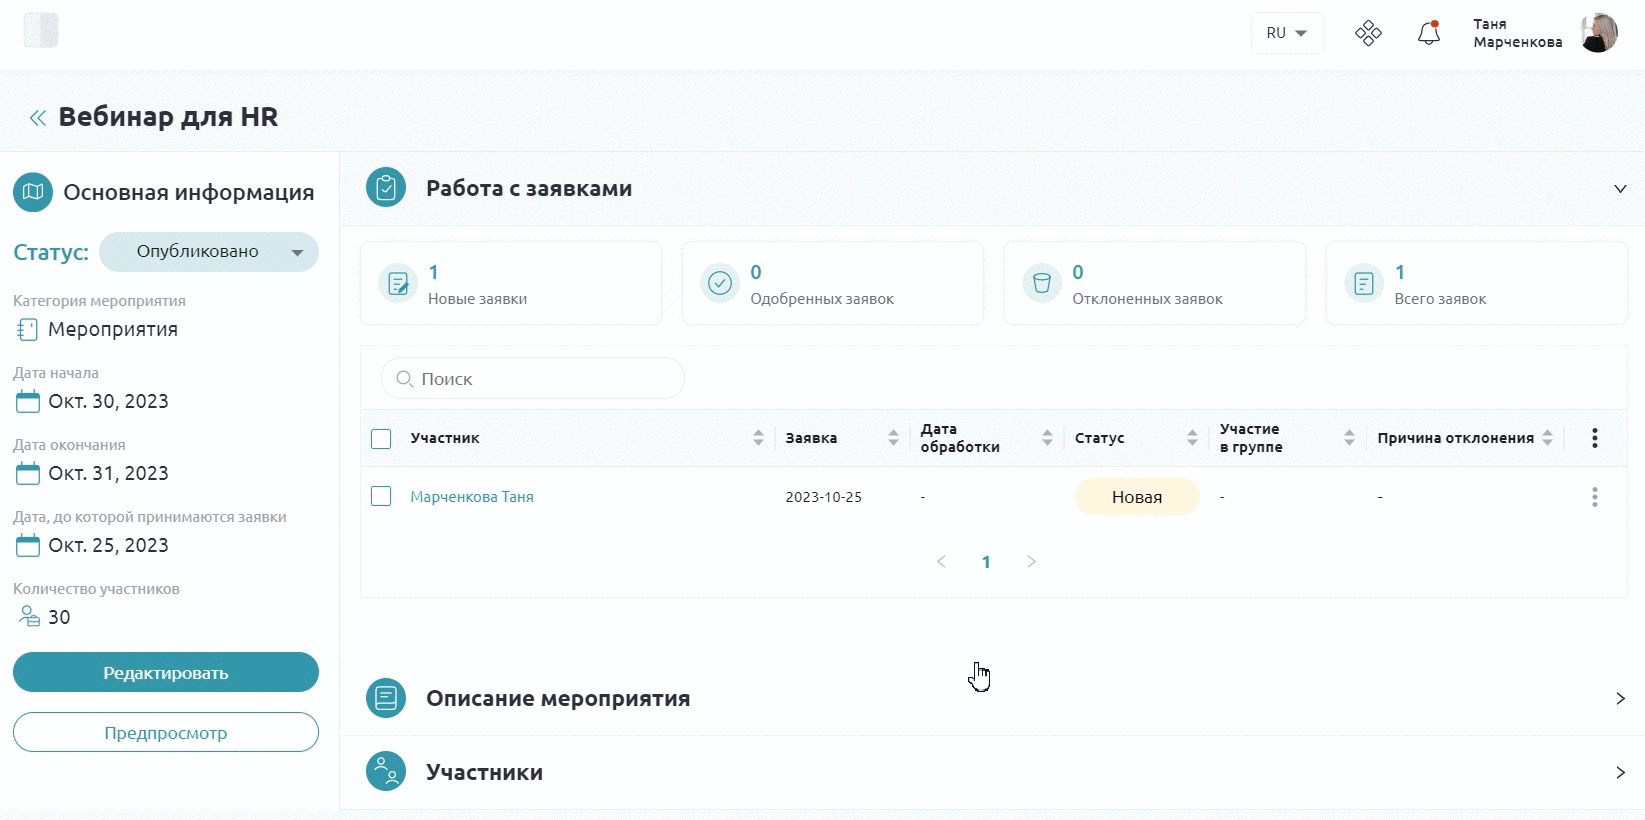 RU
Таня
Марченкова
Вебинар для HR
Основная информация
Статус: Опубликовано
Категория мероприятия
Мероприятия
Дата начала
Окт. 30, 2023
Дата окончания
Окт. 31, 2023
Дата, до которой принимаются заявки
Окт. 25, 2023
Количество участников
30
Редактировать
Предпросмотр
Работа с заявками
1
Новые заявки
0
Одобренных заявок
0
Отклоненных заявок
1
Всего заявок
Поиск
Участник Заявка Дата обработки Статус Участие в группе Причина отклонения
Марченкова Таня 2023-10-25 - Новая - -
< 1 >
Описание мероприятия
Участники